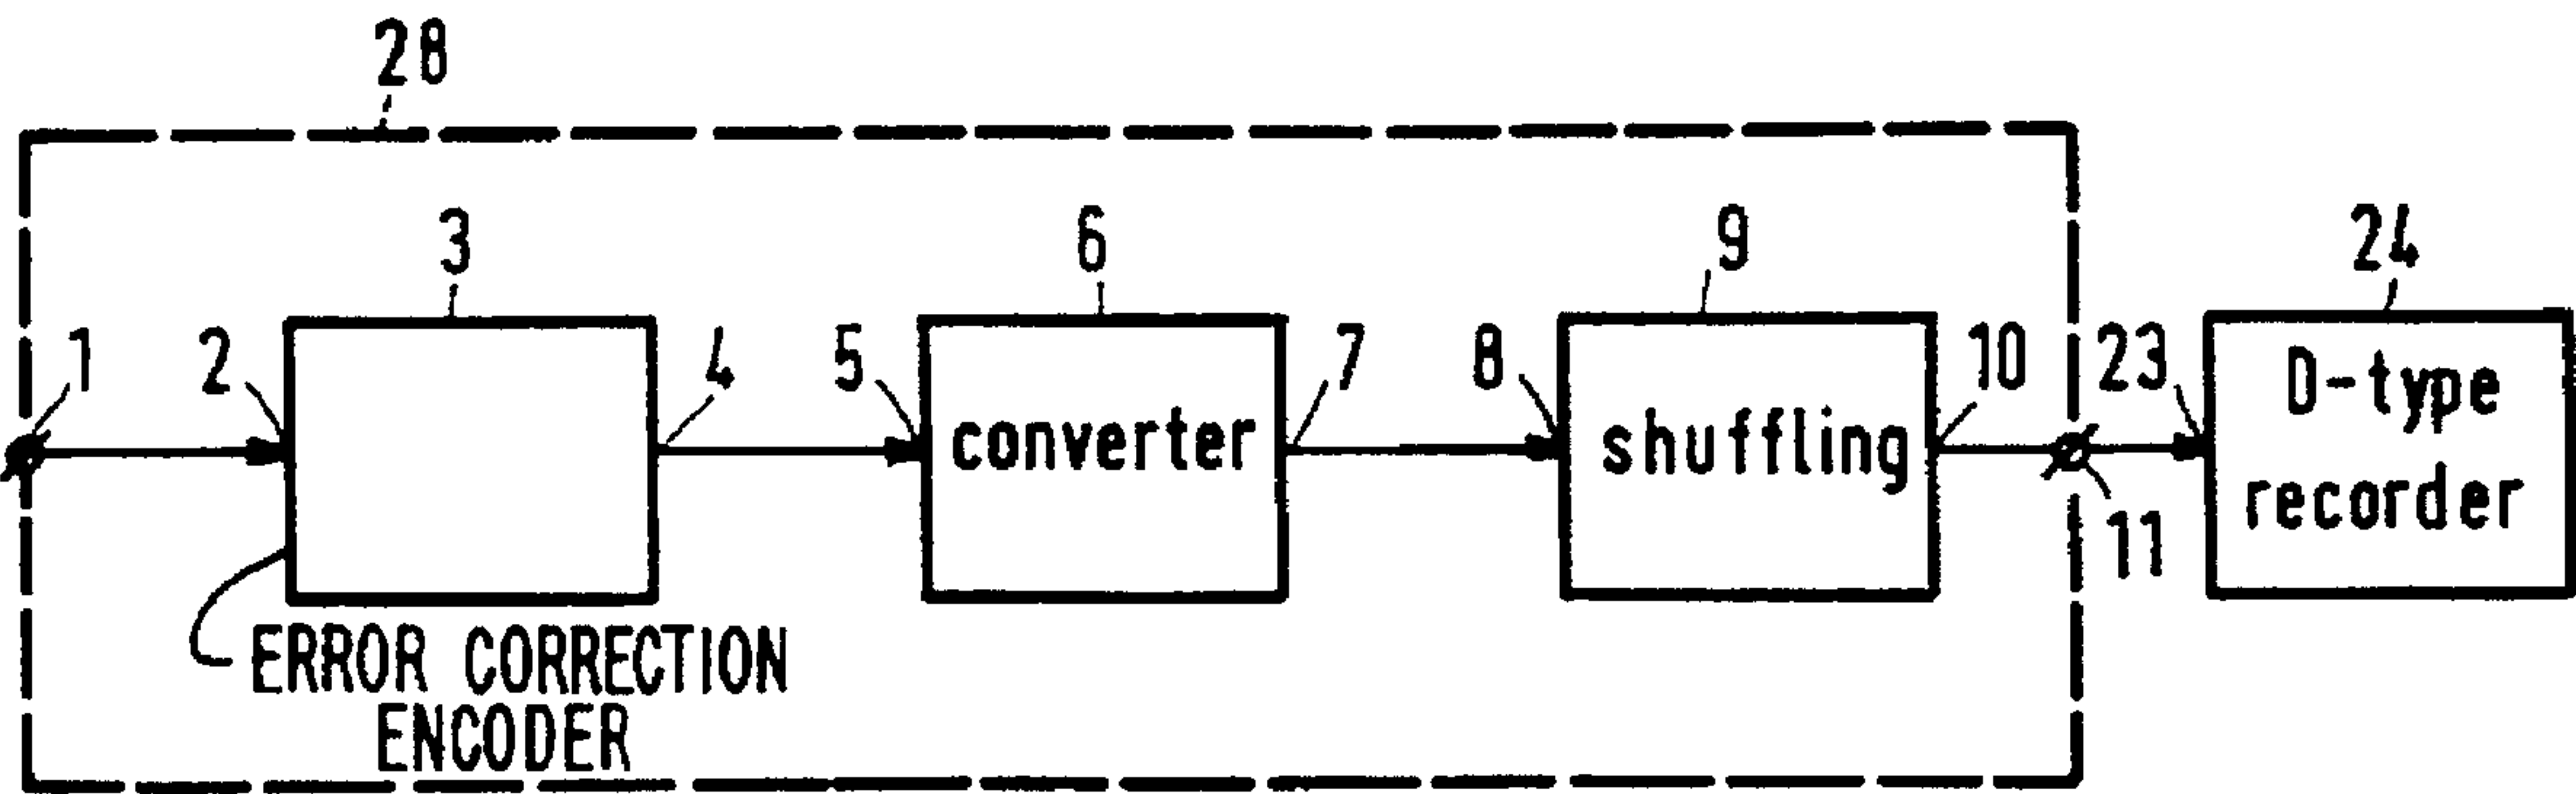 28
3
6
9
24
1
2
4
5
7
8
10
23
11
converter
shuffling
D-type
recorder
ERROR CORRECTION
ENCODER